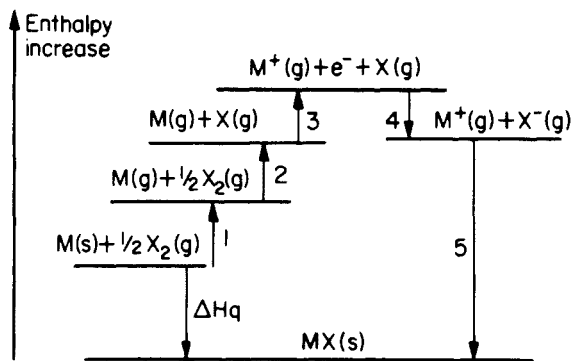 Enthalpy
increase
M⁺(g)+e⁻+X(g)
M(g)+X(g)
3
4
M⁺(g)+X⁻(g)
M(g)+½X₂(g)
2
M(s)+½X₂(g)
1
5
ΔHq
MX(s)